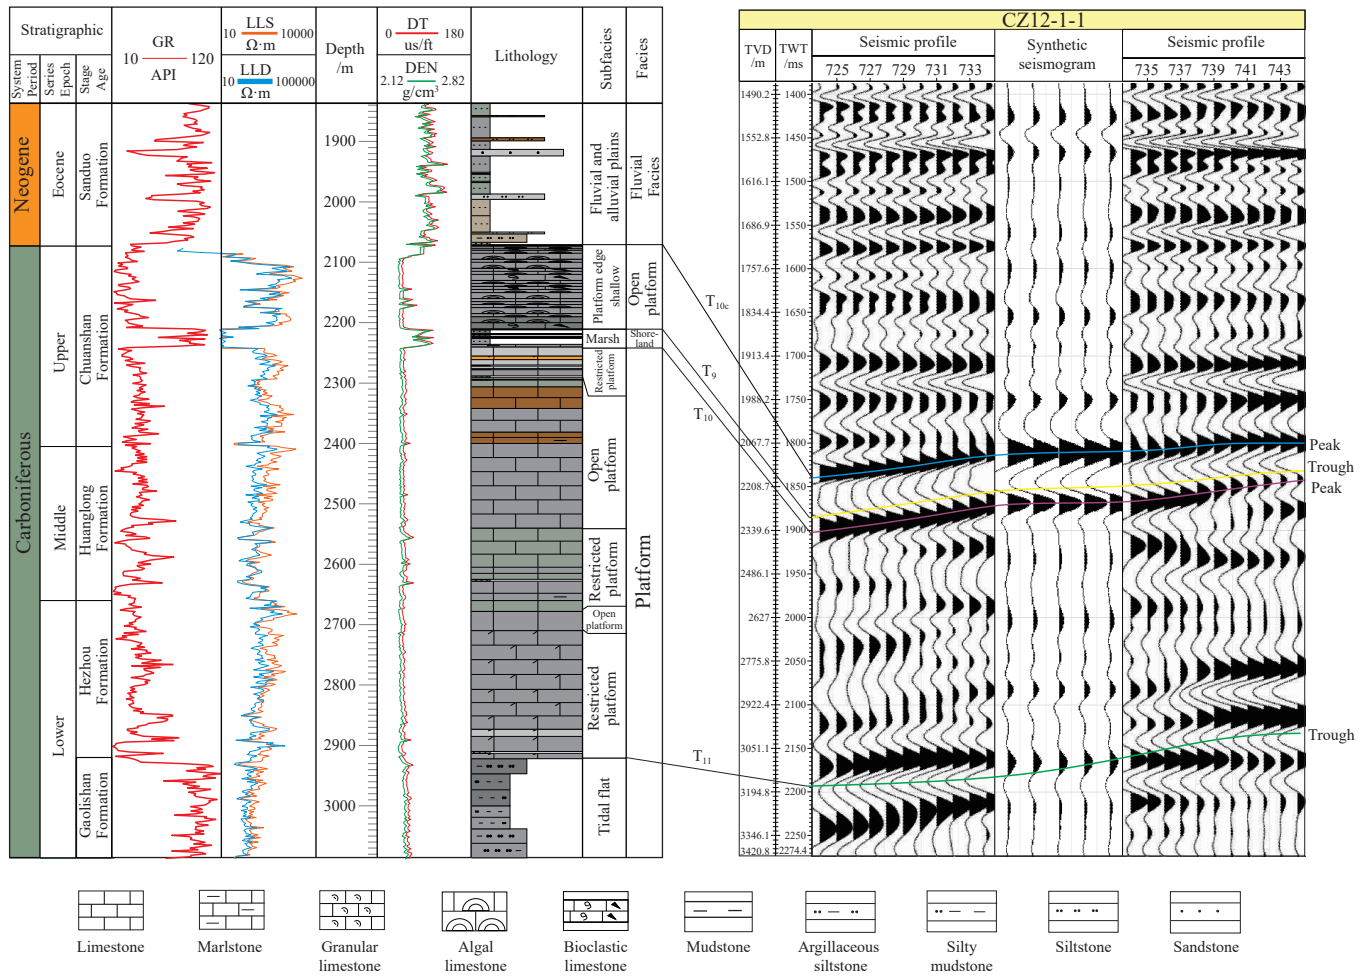 Stratigraphic
System
Period
Series
Epoch
Stage
Age
GR
10 120
API
LLS
10 10000
Ω·m
LLD
10 100000
Ω·m
Depth
/m
DT
0 180
us/ft
DEN
2.12 2.82
g/cm³
Lithology
Subfacies
Facies
Neogene
Eocene
Sanduo
Formation
Carboniferous
Upper
Chuanshan
Formation
Middle
Huanglong
Formation
Lower
Hezhou
Formation
Gaolishan
Formation
1900
2000
2100
2200
2300
2400
2500
2600
2700
2800
2900
3000
Fluvial and
alluvial plains
Fluvial
Facies
Platform edge
shallow
Open
platform
Marsh
Shore-
land
Restricted
platform
Open
platform
Restricted
platform
Open
platform
Restricted
platform
Tidal flat
Platform
T10c
T9
T10
T11
CZ12-1-1
TVD
/m
TWT
/ms
Seismic profile
725 727 729 731 733
Synthetic
seismogram
Seismic profile
735 737 739 741 743
1490.2 1400
1552.8 1450
1616.1 1500
1686.9 1550
1757.6 1600
1834.4 1650
1913.4 1700
1988.2 1750
2067.7 1800
2208.7 1850
2339.6 1900
2486.1 1950
2627 2000
2775.8 2050
2922.4 2100
3051.1 2150
3194.8 2200
3346.1 2250
3420.8 2274.4
Peak
Trough
Peak
Trough
Limestone
Marlstone
Granular
limestone
Algal
limestone
Bioclastic
limestone
Mudstone
Argillaceous
siltstone
Silty
mudstone
Siltstone
Sandstone